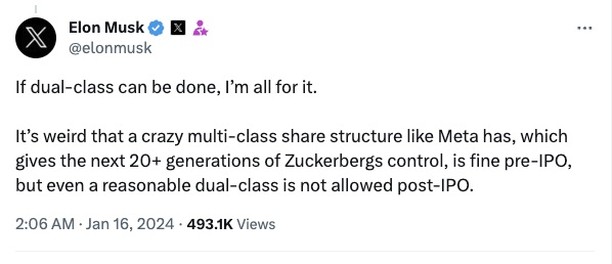 Elon Musk
@elonmusk
If dual-class can be done, I’m all for it.
It’s weird that a crazy multi-class share structure like Meta has, which
gives the next 20+ generations of Zuckerbergs control, is fine pre-IPO,
but even a reasonable dual-class is not allowed post-IPO.
2:06 AM · Jan 16, 2024 · 493.1K Views